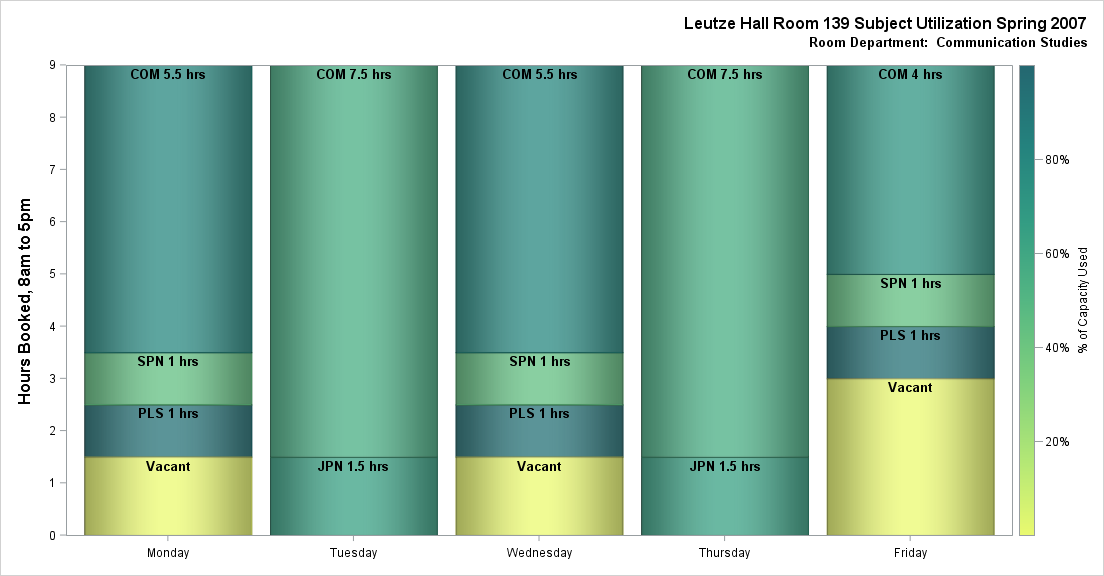 Leutze Hall Room 139 Subject Utilization Spring 2007
Room Department:  Communication Studies
Hours Booked, 8am to 5pm
9
8
7
6
5
4
3
2
1
0
COM 5.5 hrs
SPN 1 hrs
PLS 1 hrs
Vacant
COM 7.5 hrs
JPN 1.5 hrs
COM 5.5 hrs
SPN 1 hrs
PLS 1 hrs
Vacant
COM 7.5 hrs
JPN 1.5 hrs
COM 4 hrs
SPN 1 hrs
PLS 1 hrs
Vacant
Monday
Tuesday
Wednesday
Thursday
Friday
80%
60%
40%
20%
% of Capacity Used